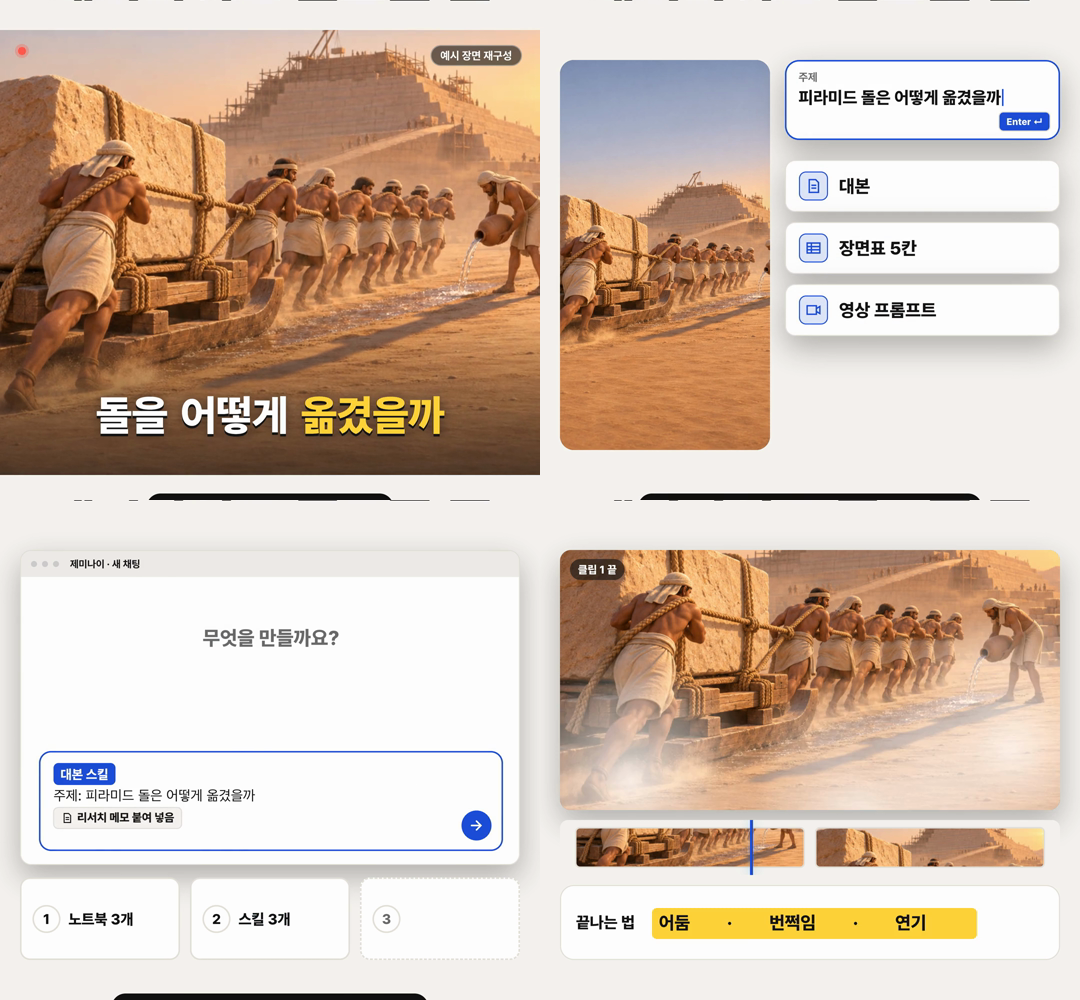 예시 장면 재구성
돌을 어떻게 옮겼을까
주제
피라미드 돌은 어떻게 옮겼을까
Enter ↵
대본
장면표 5칸
영상 프롬프트
제미나이 · 새 채팅
무엇을 만들까요?
대본 스킬
주제: 피라미드 돌은 어떻게 옮겼을까
리서치 메모 붙여 넣음
1 노트북 3개
2 스킬 3개
3
클립 1 끝
끝나는 법 어둠 · 번쩍임 · 연기